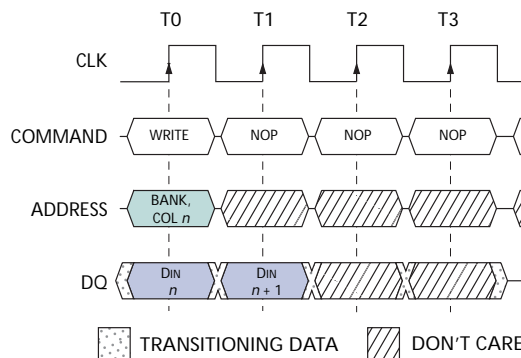 T0 T1 T2 T3
CLK
COMMAND WRITE NOP NOP NOP
ADDRESS BANK,
COL n
DQ DIN DIN
n n + 1
TRANSITIONING DATA DON'T CARE